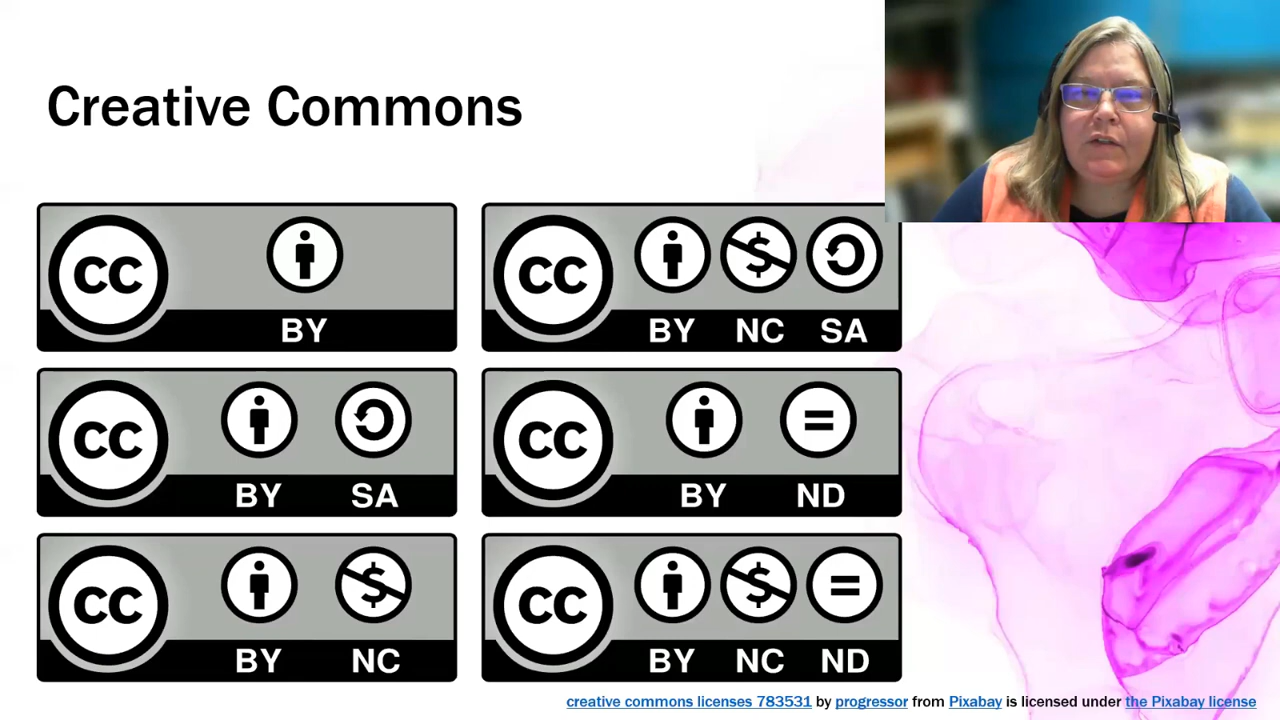 Creative Commons
CC BY
CC BY NC SA
CC BY SA
CC BY ND
CC BY NC ND
CC BY NC
creative commons licenses 783531 by progressor from Pixabay is licensed under the Pixabay license